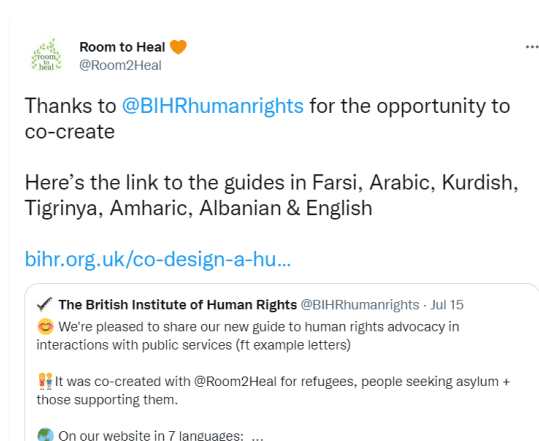 Room to Heal 🧡
room
to
heal
@Room2Heal
Thanks to @BIHRhumanrights for the opportunity to
co-create
Here's the link to the guides in Farsi, Arabic, Kurdish,
Tigrinya, Amharic, Albanian & English
bihr.org.uk/co-design-a-hu...
The British Institute of Human Rights @BIHRhumanrights · Jul 15
😊 We're pleased to share our new guide to human rights advocacy in
interactions with public services (ft example letters)
👫It was co-created with @Room2Heal for refugees, people seeking asylum +
those supporting them.
🌏 On our website in 7 languages: ...